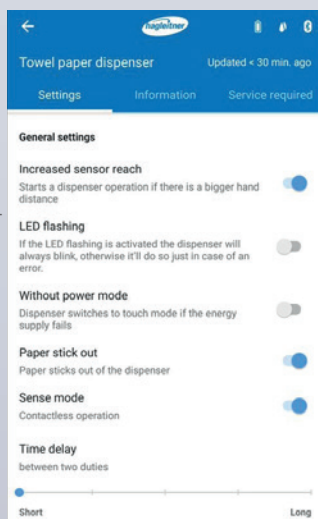 hagleitner
Towel paper dispenser
Updated < 30 min. ago
Settings
Information
Service required
General settings
Increased sensor reach
Starts a dispenser operation if there is a bigger hand
distance
LED flashing
If the LED flashing is activated the dispenser will
always blink, otherwise it'll do so just in case of an
error.
Without power mode
Dispenser switches to touch mode if the energy
supply fails
Paper stick out
Paper sticks out of the dispenser
Sense mode
Contactless operation
Time delay
between two duties
Short
Long